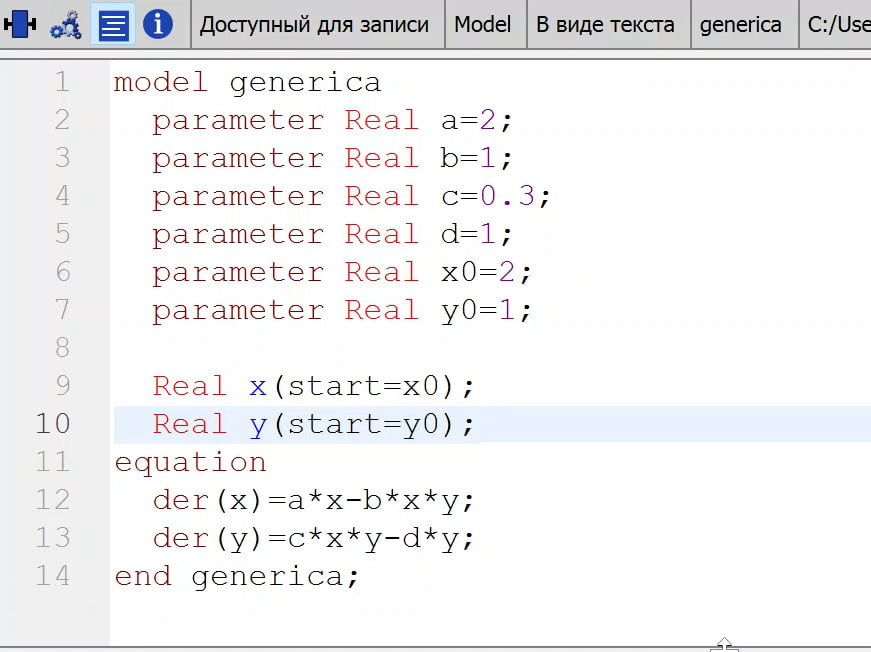 Доступный для записи Model В виде текста generica C:/Use
1 model generica
2 parameter Real a=2;
3 parameter Real b=1;
4 parameter Real c=0.3;
5 parameter Real d=1;
6 parameter Real x0=2;
7 parameter Real y0=1;
8
9 Real x(start=x0);
10 Real y(start=y0);
11 equation
12 der(x)=a*x-b*x*y;
13 der(y)=c*x*y-d*y;
14 end generica;